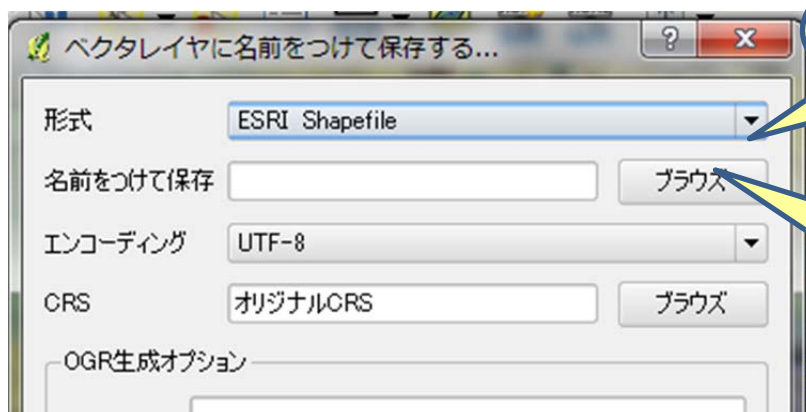 ベクタレイヤに名前をつけて保存する...
形式 ESRI Shapefile
名前をつけて保存 ブラウズ
エンコーディング UTF-8
CRS オリジナルCRS ブラウズ
OGR生成オプション